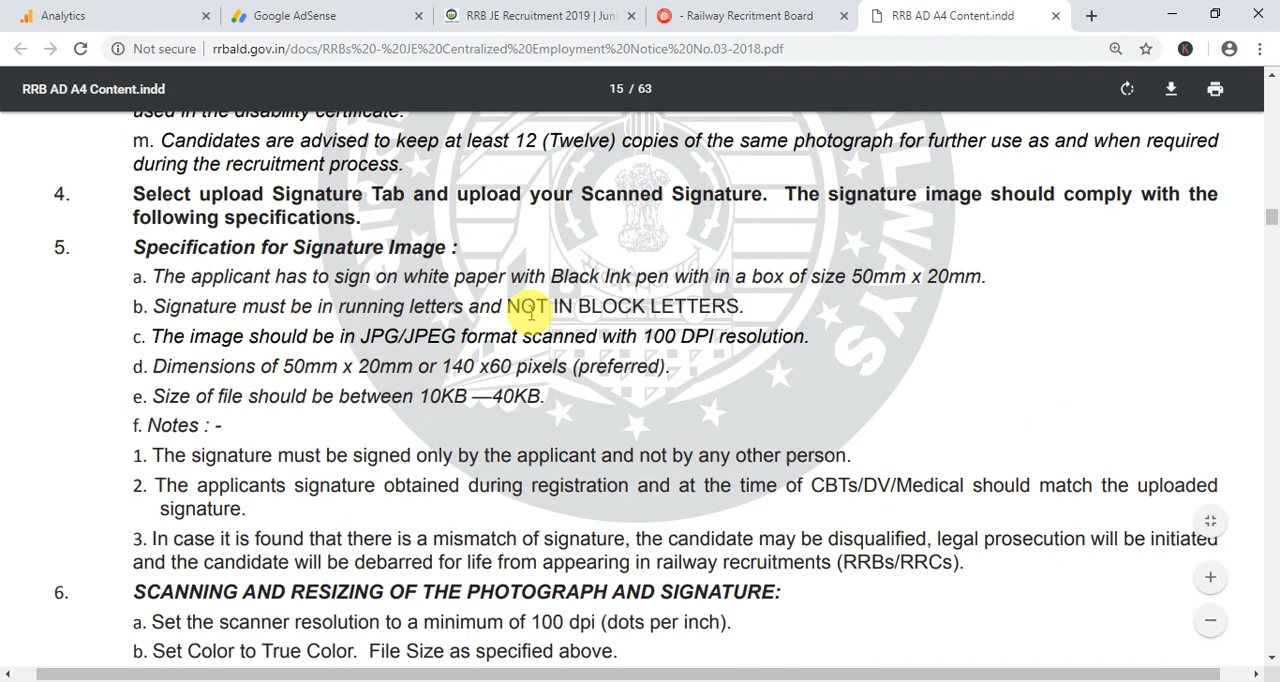 Analytics
Google AdSense
RRB JE Recruitment 2019 | Juni
- Railway Recritment Board
RRB AD A4 Content.indd
Not secure
rrbald.gov.in/docs/RRBs%20-%20JE%20Centralized%20Employment%20Notice%20No.03-2018.pdf
K
RRB AD A4 Content.indd
15 / 63
used in the disability certificate.
m. Candidates are advised to keep at least 12 (Twelve) copies of the same photograph for further use as and when required
during the recruitment process.
4. Select upload Signature Tab and upload your Scanned Signature. The signature image should comply with the
following specifications.
5. Specification for Signature Image :
a. The applicant has to sign on white paper with Black Ink pen with in a box of size 50mm x 20mm.
b. Signature must be in running letters and NOT IN BLOCK LETTERS.
c. The image should be in JPG/JPEG format scanned with 100 DPI resolution.
d. Dimensions of 50mm x 20mm or 140 x60 pixels (preferred).
e. Size of file should be between 10KB —40KB.
f. Notes : -
1. The signature must be signed only by the applicant and not by any other person.
2. The applicants signature obtained during registration and at the time of CBTs/DV/Medical should match the uploaded
signature.
3. In case it is found that there is a mismatch of signature, the candidate may be disqualified, legal prosecution will be initiated
and the candidate will be debarred for life from appearing in railway recruitments (RRBs/RRCs).
6. SCANNING AND RESIZING OF THE PHOTOGRAPH AND SIGNATURE:
a. Set the scanner resolution to a minimum of 100 dpi (dots per inch).
b. Set Color to True Color. File Size as specified above.